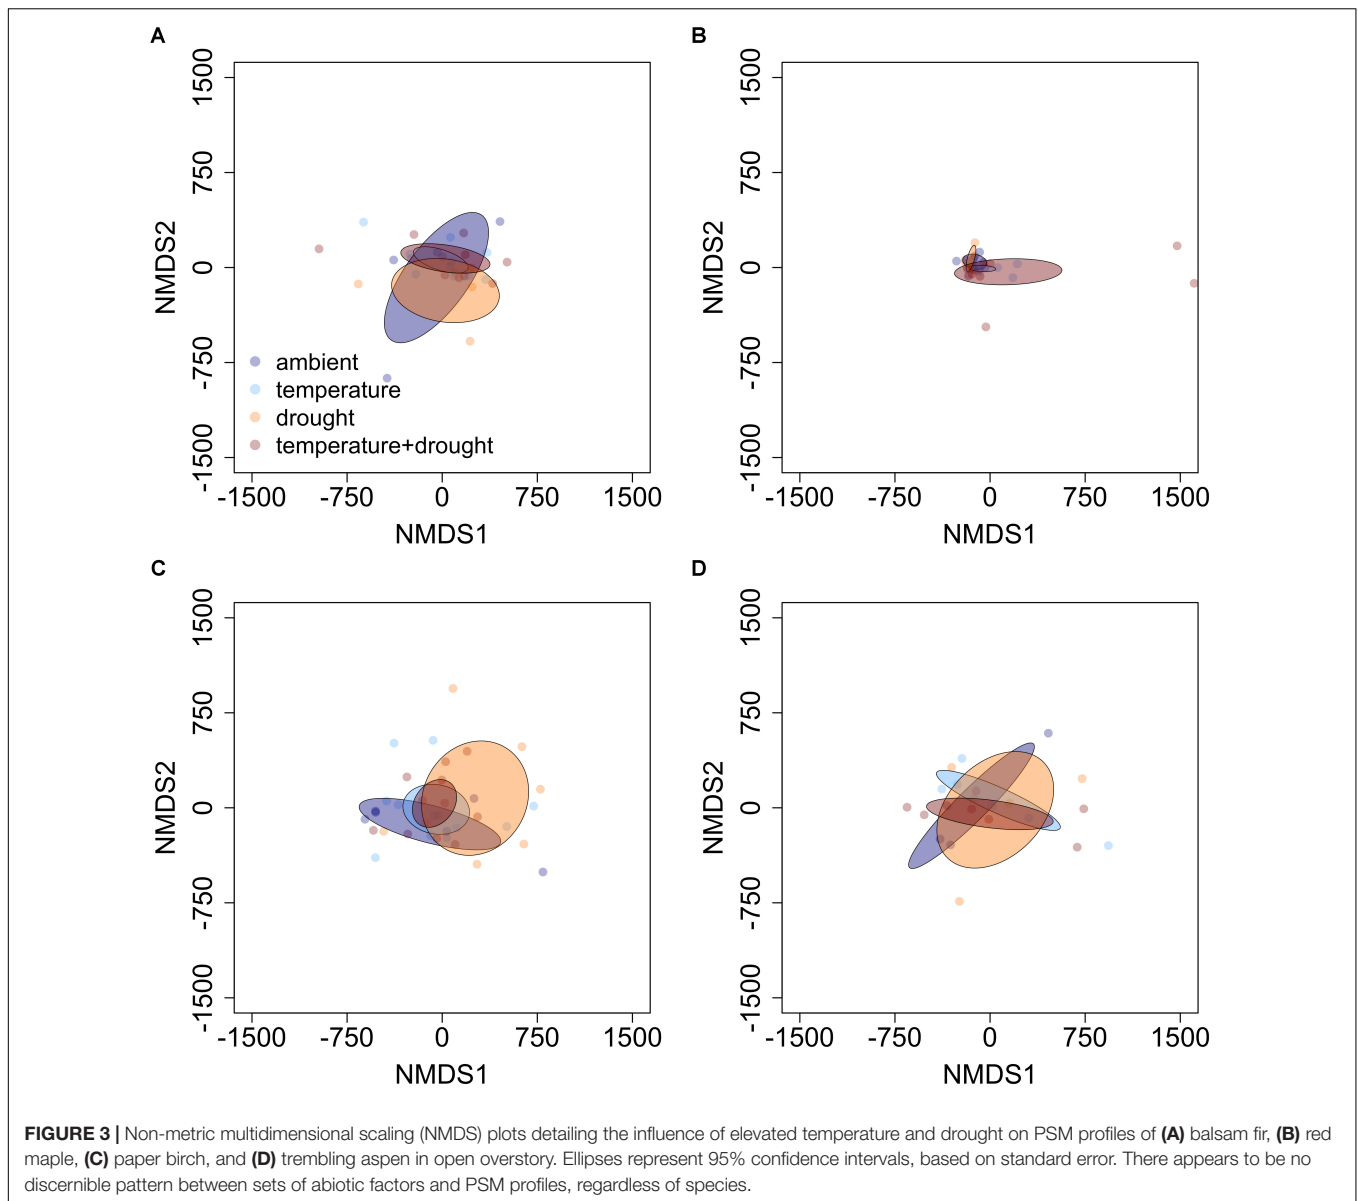 A
1500
750
0
-750
-1500
NMDS2
ambient
temperature
drought
temperature+drought
-1500 -750 0 750 1500
NMDS1
B
1500
750
0
-750
-1500
NMDS2
-1500 -750 0 750 1500
NMDS1
C
1500
750
0
-750
-1500
NMDS2
-1500 -750 0 750 1500
NMDS1
D
1500
750
0
-750
-1500
NMDS2
-1500 -750 0 750 1500
NMDS1
FIGURE 3 | Non-metric multidimensional scaling (NMDS) plots detailing the influence of elevated temperature and drought on PSM profiles of (A) balsam fir, (B) red
maple, (C) paper birch, and (D) trembling aspen in open overstory. Ellipses represent 95% confidence intervals, based on standard error. There appears to be no
discernible pattern between sets of abiotic factors and PSM profiles, regardless of species.